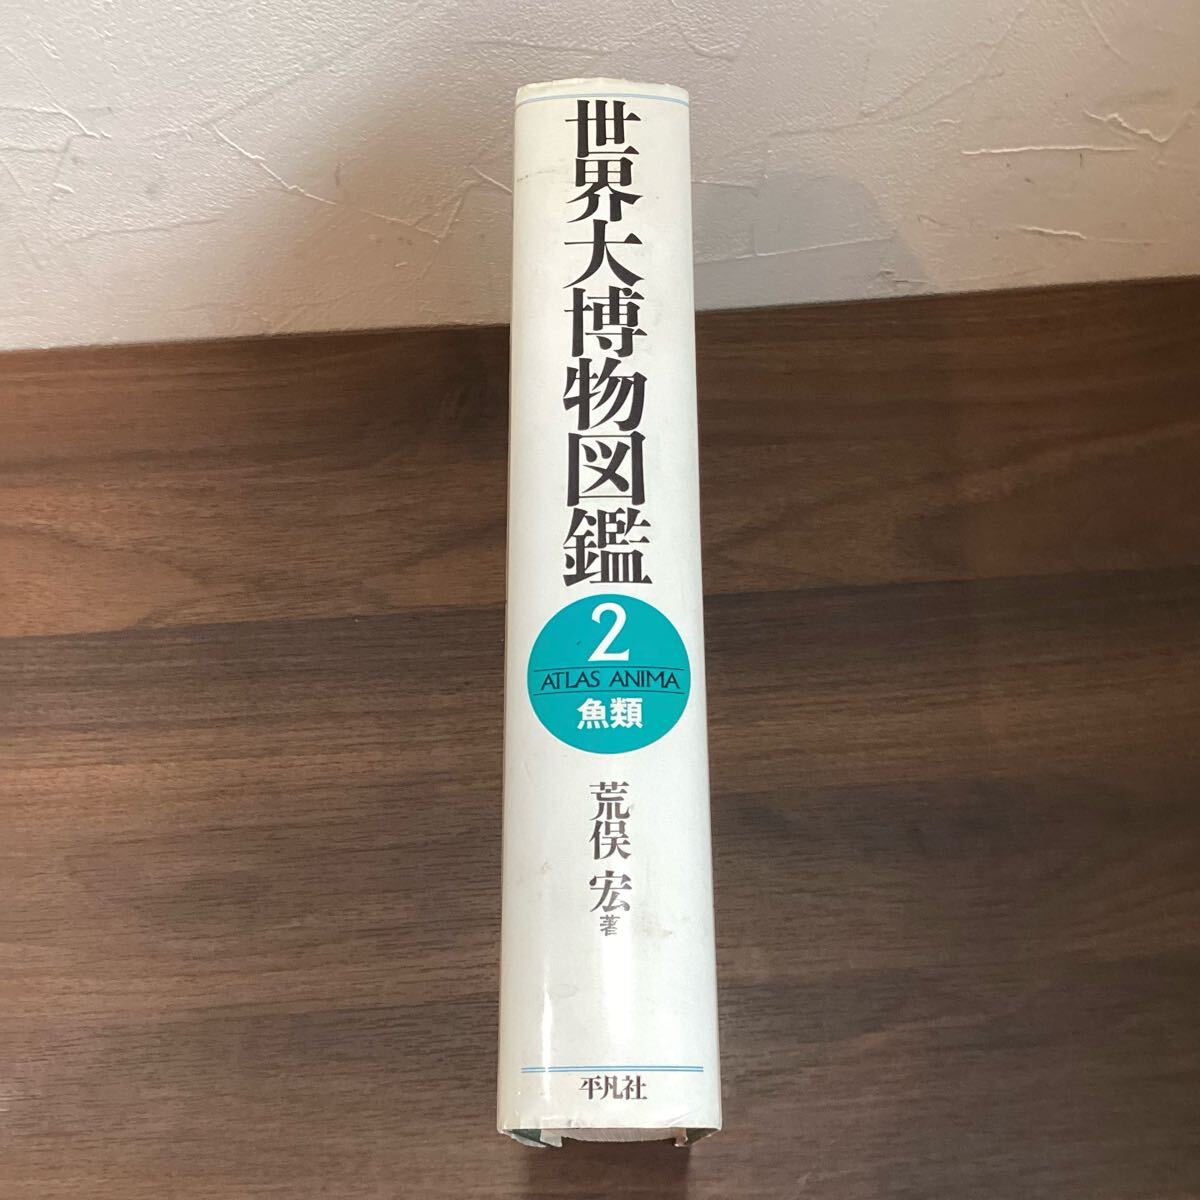 世界大博物図鑑
2
ATLAS ANIMA
魚類
荒俣 宏 著
平凡社